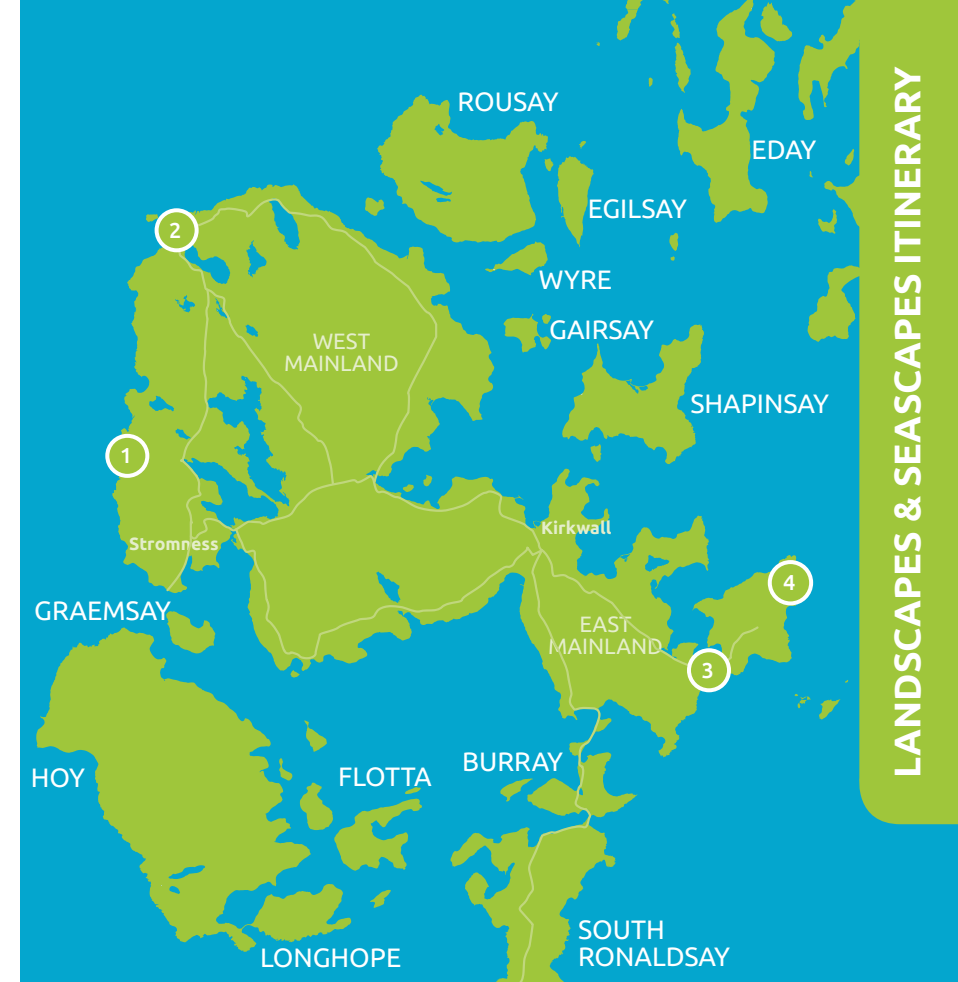 ROUSAY
EDAY
EGILSAY
2
WYRE
GAIRSAY
WEST
MAINLAND
SHAPINSAY
1
Kirkwall
Stromness
4
GRAEMSAY
EAST
MAINLAND
3
HOY
FLOTTA
BURRAY
SOUTH
RONALDSAY
LONGHOPE
LANDSCAPES & SEASCAPES ITINERARY